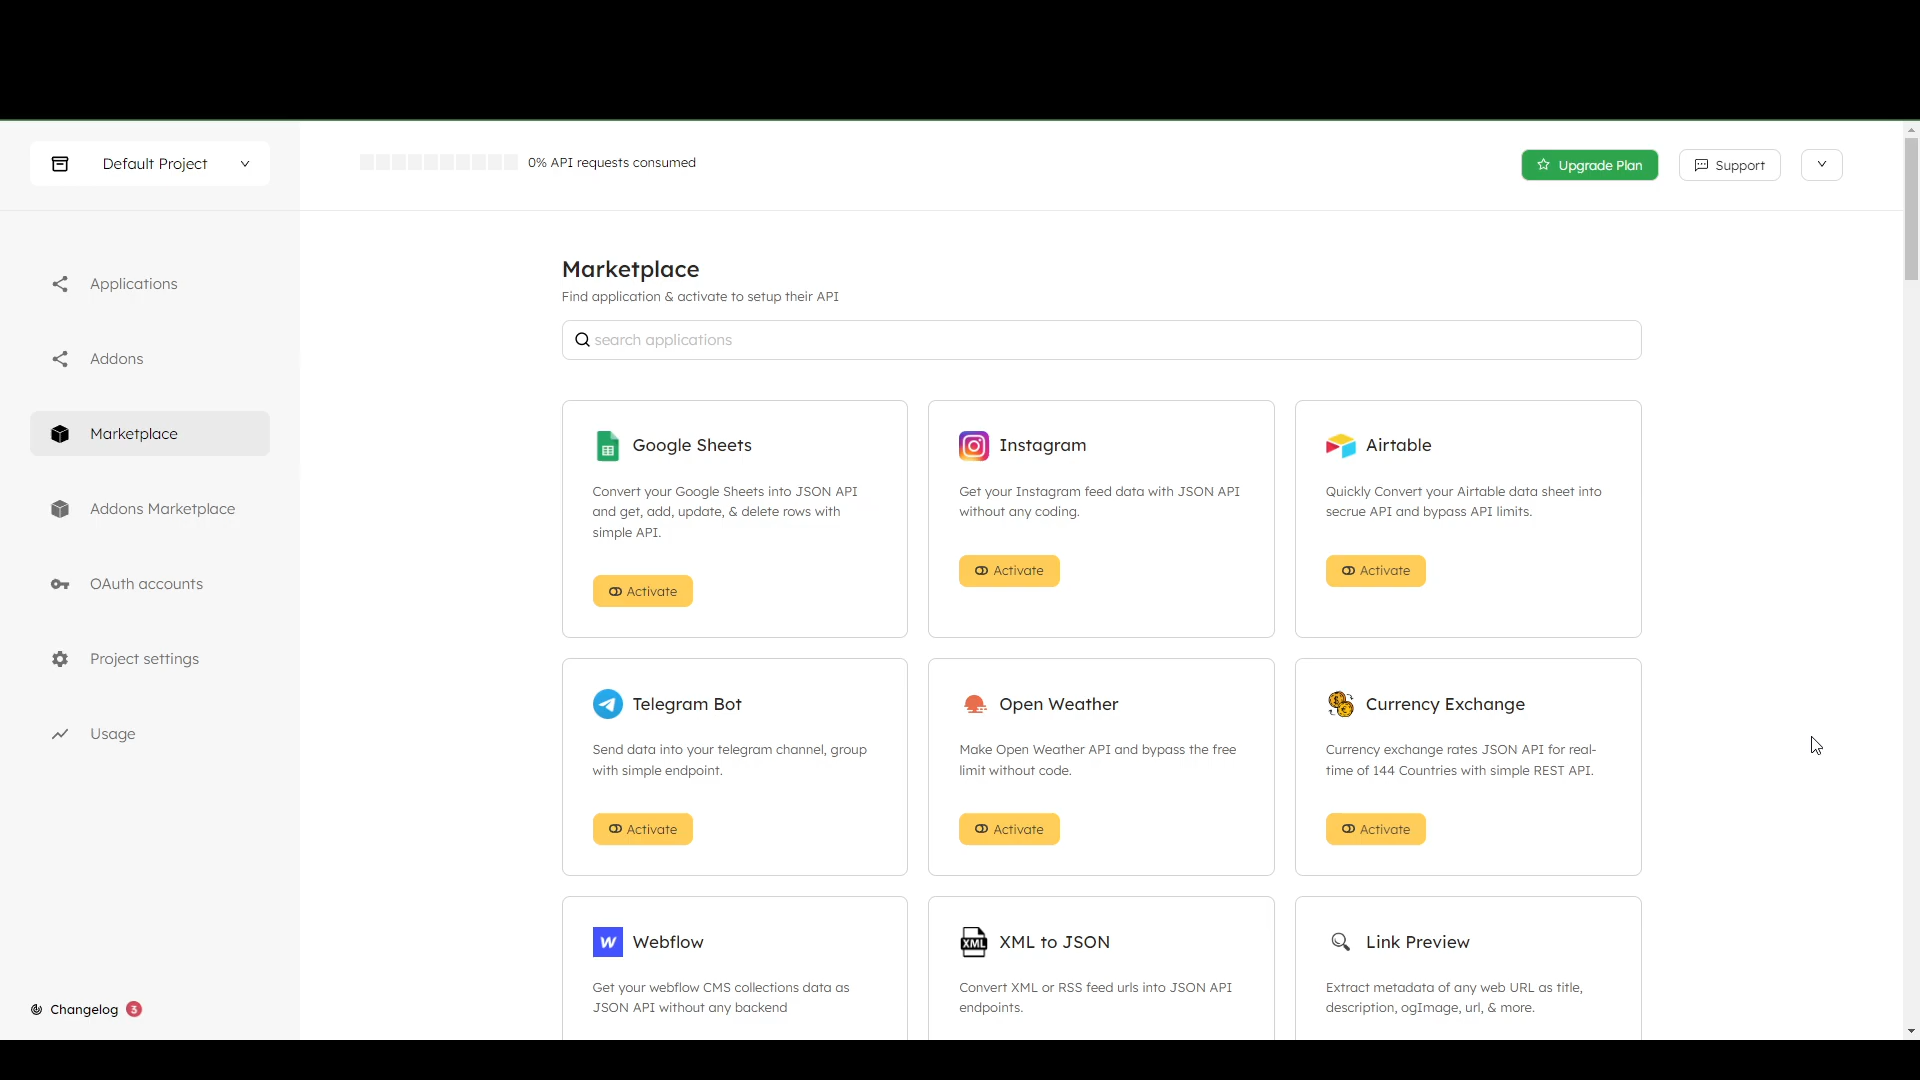 Default Project
0% API requests consumed
Upgrade Plan
Support
Applications
Addons
Marketplace
Addons Marketplace
OAuth accounts
Project settings
Usage
Changelog 3
Marketplace
Find application & activate to setup their API
search applications
Google Sheets
Convert your Google Sheets into JSON API
and get, add, update, & delete rows with
simple API.
Activate
Instagram
Get your Instagram feed data with JSON API
without any coding.
Activate
Airtable
Quickly Convert your Airtable data sheet into
secrue API and bypass API limits.
Activate
Telegram Bot
Send data into your telegram channel, group
with simple endpoint.
Activate
Open Weather
Make Open Weather API and bypass the free
limit without code.
Activate
Currency Exchange
Currency exchange rates JSON API for real-
time of 144 Countries with simple REST API.
Activate
W Webflow
Get your webflow CMS collections data as
JSON API without any backend
XML XML to JSON
Convert XML or RSS feed urls into JSON API
endpoints.
Link Preview
Extract metadata of any web URL as title,
description, ogImage, url, & more.